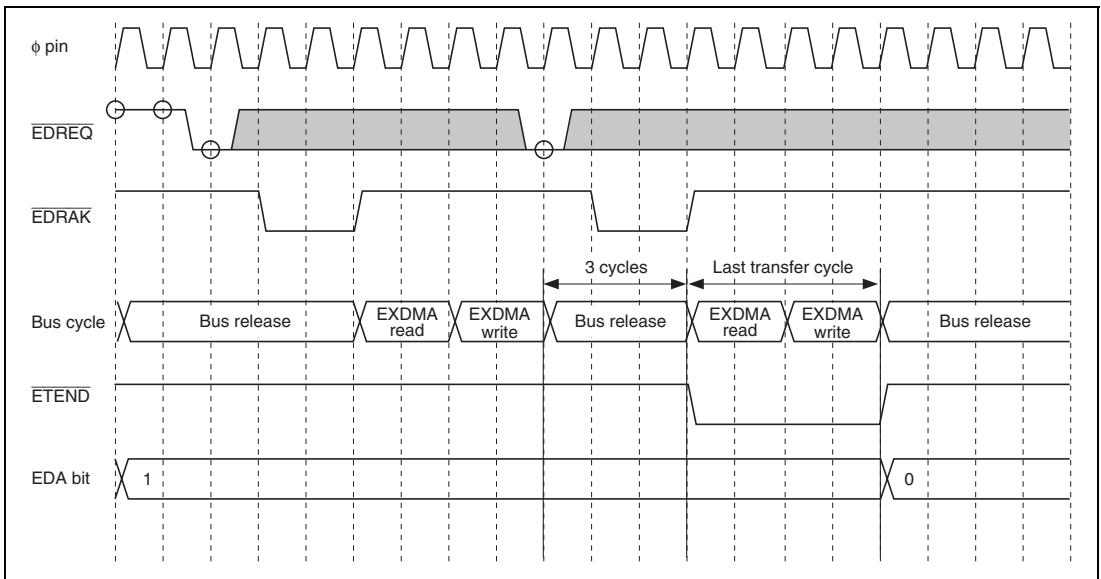 φ pin
EDREQ
EDRAK
3 cycles
Last transfer cycle
Bus cycle
Bus release
EXDMA
read
EXDMA
write
Bus release
EXDMA
read
EXDMA
write
Bus release
ETEND
EDA bit
1
0